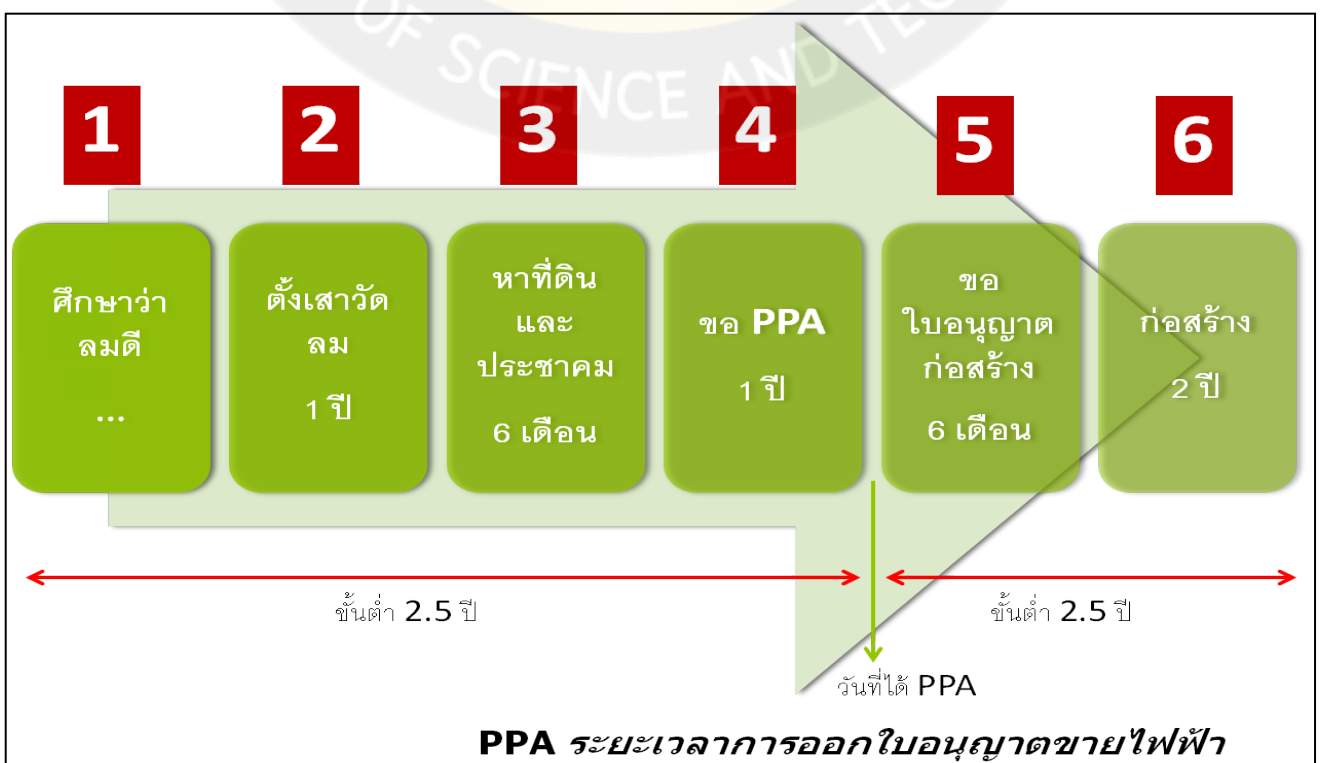 OF SCIENCE AND TEC
1
2
3
4
5
6
ศึกษาว่า
ลมดี
...
ตั้งเสาวัด
ลม
1 ปี
หาที่ดิน
และ
ประชาคม
6 เดือน
ขอ PPA
1 ปี
ขอ
ใบอนุญาต
ก่อสร้าง
6 เดือน
ก่อสร้าง
2 ปี
ขั้นต่ำ 2.5 ปี
ขั้นต่ำ 2.5 ปี
วันที่ได้ PPA
PPA ระยะเวลาการออกใบอนุญาตขายไฟฟ้า